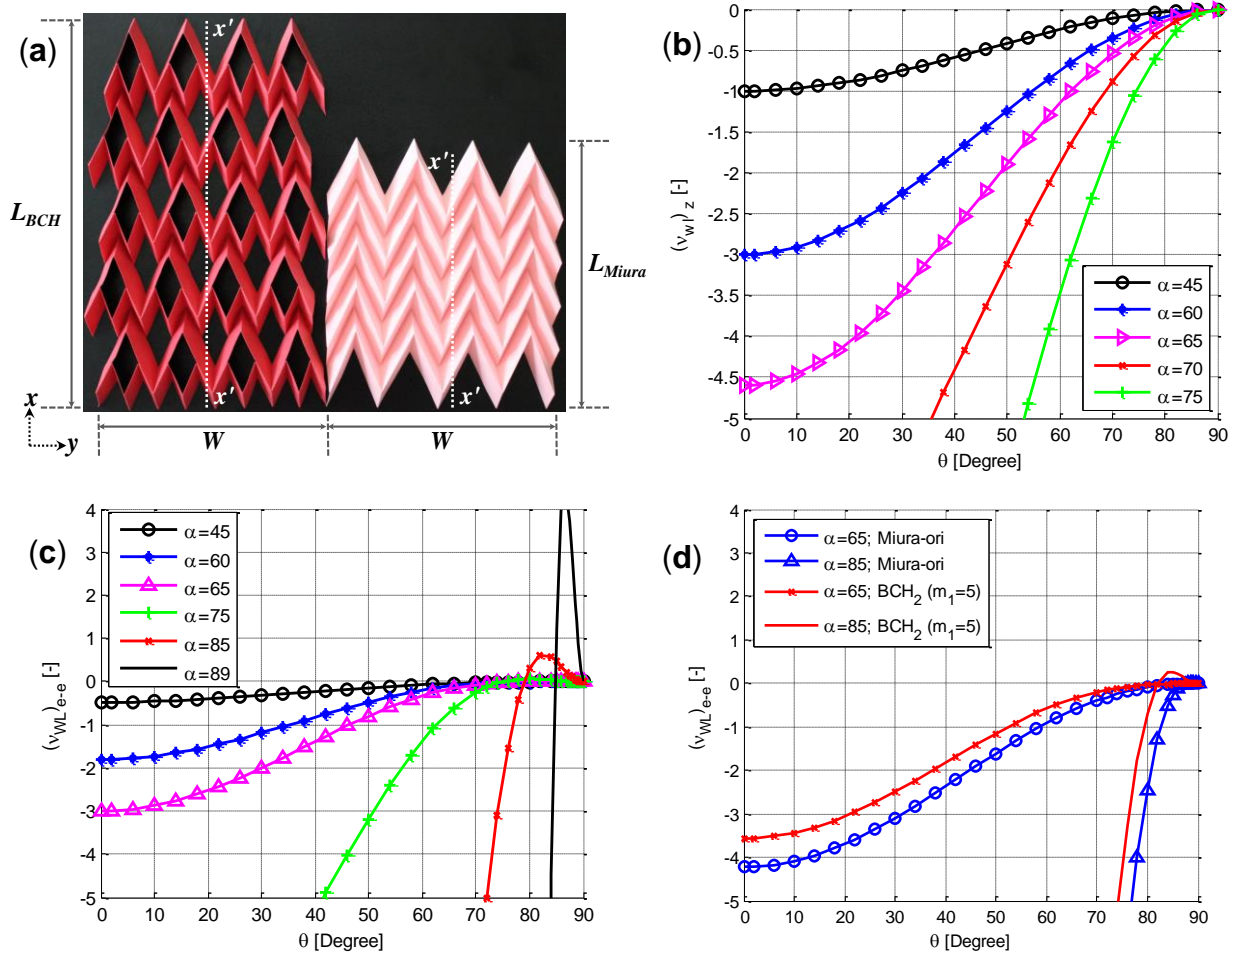 (a)
x'
x'
x'
x'
L_BCH
L_Miura
x
y
W
W
(b)
0
-0.5
-1
-1.5
-2
-2.5
-3
-3.5
-4
-4.5
-5
(ν_wl)_z [-]
0 10 20 30 40 50 60 70 80 90
θ [Degree]
α=45
α=60
α=65
α=70
α=75
(c)
4
3
2
1
0
-1
-2
-3
-4
-5
(ν_WL)_e-e [-]
0 10 20 30 40 50 60 70 80 90
θ [Degree]
α=45
α=60
α=65
α=75
α=85
α=89
(d)
4
3
2
1
0
-1
-2
-3
-4
-5
(ν_WL)_e-e [-]
0 10 20 30 40 50 60 70 80 90
θ [Degree]
α=65; Miura-ori
α=85; Miura-ori
α=65; BCH_2 (m_1=5)
α=85; BCH_2 (m_1=5)